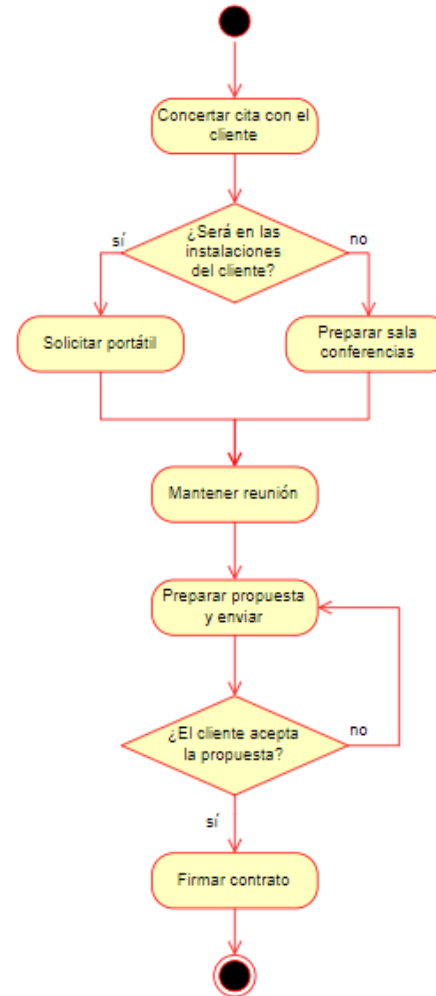 Concertar cita con el
cliente
¿Será en las
instalaciones
del cliente?
sí
no
Solicitar portátil
Preparar sala
conferencias
Mantener reunión
Preparar propuesta
y enviar
¿El cliente acepta
la propuesta?
no
sí
Firmar contrato